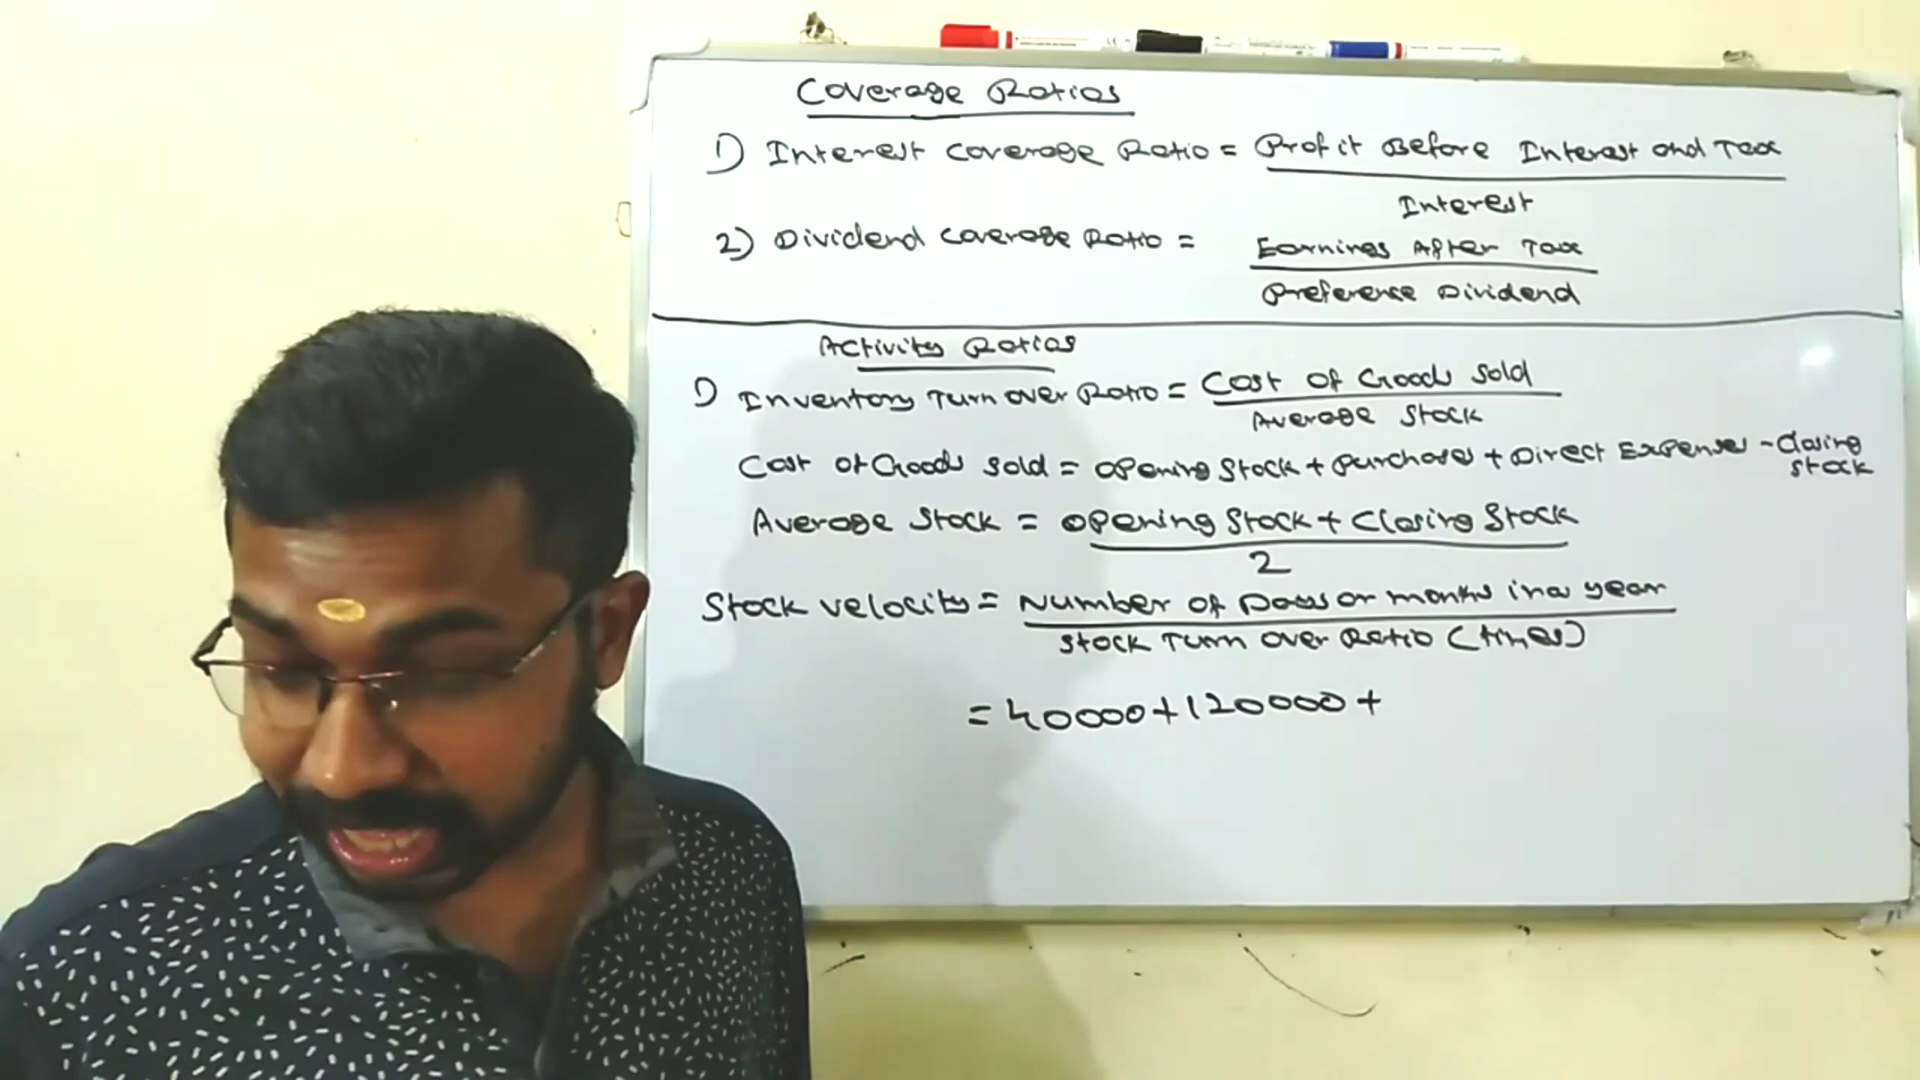 Coverage Ratios
1) Interest Coverage Ratio = Profit Before Interest and Tax
Interest
2) Dividend Coverage Ratio = Earnings After Tax
Preference Dividend
Activity Ratios
1) Inventory Turn over Ratio = Cost of Goods Sold
Average Stock
Cost of Goods Sold = Opening Stock + Purchases + Direct Expenses - Closing Stock
Average Stock = Opening Stock + Closing Stock
2
Stock velocity = Number of Days or months in a year
Stock Turn over Ratio (times)
= 40000 + 120000 +